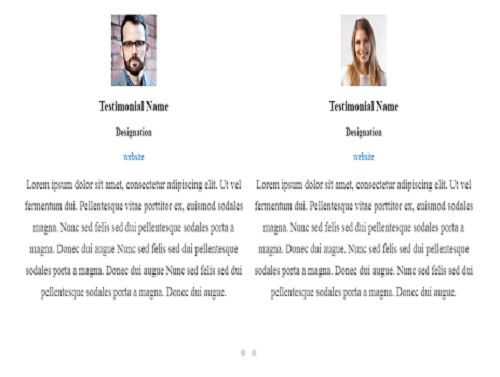 Testimonial Name
Designation
website
Lorem ipsum dolor sit amet, consectetur adipiscing elit. Ut vel
fermentum dui. Pellentesque vitae porttitor ex, euismod sodales
magna. Nunc sed felis sed dui pellentesque sodales porta a
magna. Donec dui augue Nunc sed felis sed dui pellentesque
sodales porta a magna. Donec dui augue Nunc sed felis sed dui
pellentesque sodales porta a magna. Donec dui augue.
Testimonial Name
Designation
website
Lorem ipsum dolor sit amet, consectetur adipiscing elit. Ut vel
fermentum dui. Pellentesque vitae porttitor ex, euismod sodales
magna. Nunc sed felis sed dui pellentesque sodales porta a
magna. Donec dui augue. Nunc sed felis sed dui pellentesque
sodales porta a magna. Donec dui augue Nunc sed felis sed dui
pellentesque sodales porta a magna. Donec dui augue.